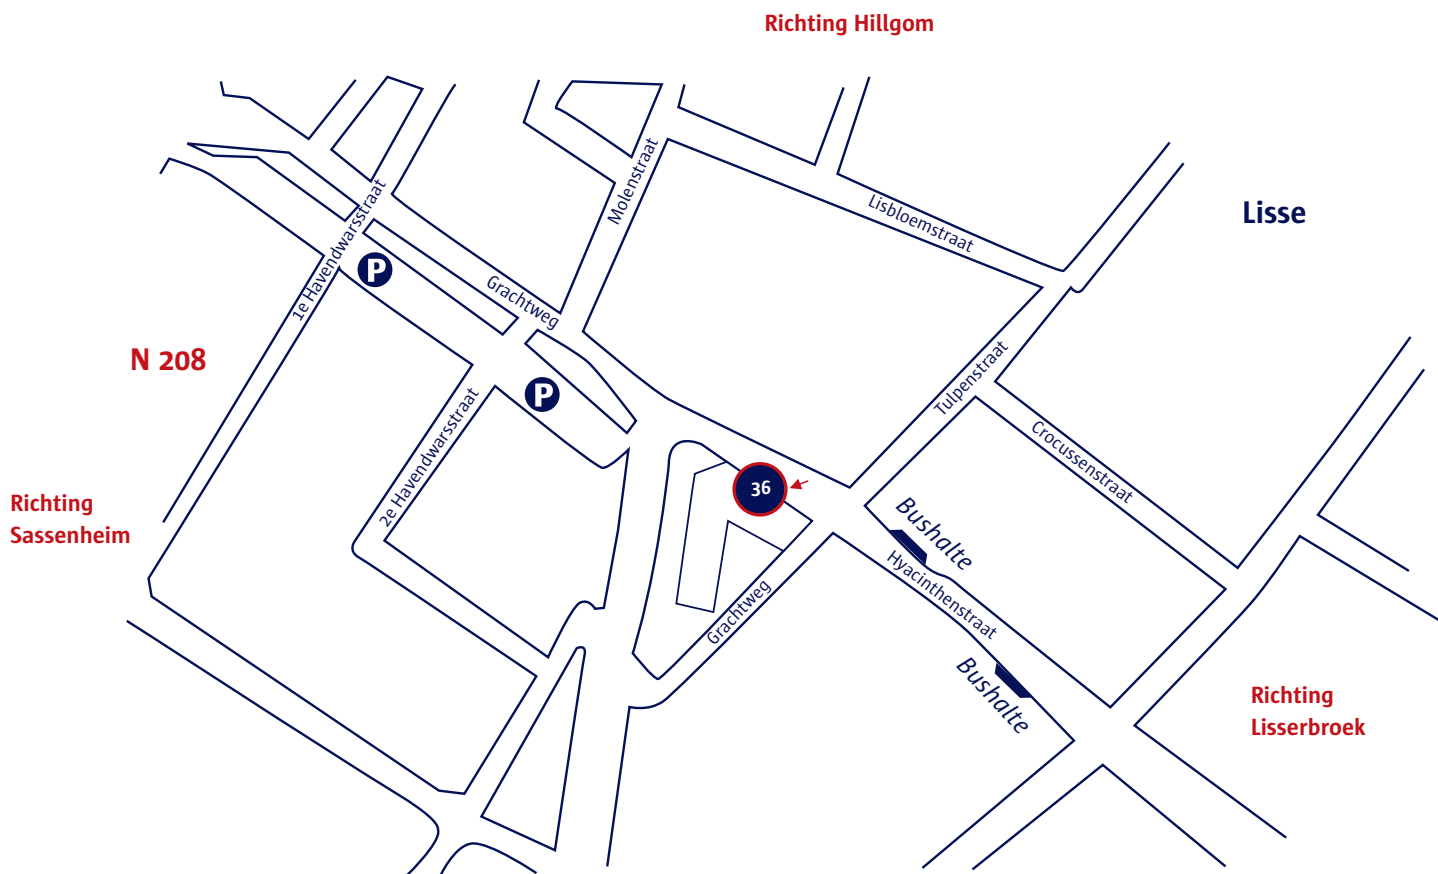 Richting Hillgom
Molenstraat
Lisbloemstraat
Lisse
1e Havendwarsstraat
P
Grachtweg
N 208
P
Tulpenstraat
2e Havendwarsstraat
Crocussenstraat
36
Richting
Sassenheim
Bushalte
Hyacinthenstraat
Grachtweg
Bushalte
Richting
Lisserbroek